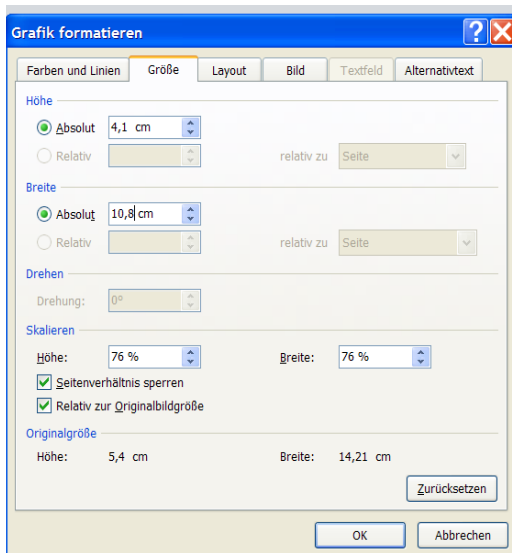 Grafik formatieren
Farben und Linien Größe Layout Bild Textfeld Alternativtext
Höhe
Absolut 4,1 cm
Relativ relativ zu Seite
Breite
Absolut 10,8 cm
Relativ relativ zu Seite
Drehen
Drehung: 0°
Skalieren
Höhe: 76 % Breite: 76 %
Seitenverhältnis sperren
Relativ zur Originalbildgröße
Originalgröße
Höhe: 5,4 cm Breite: 14,21 cm
Zurücksetzen
OK Abbrechen